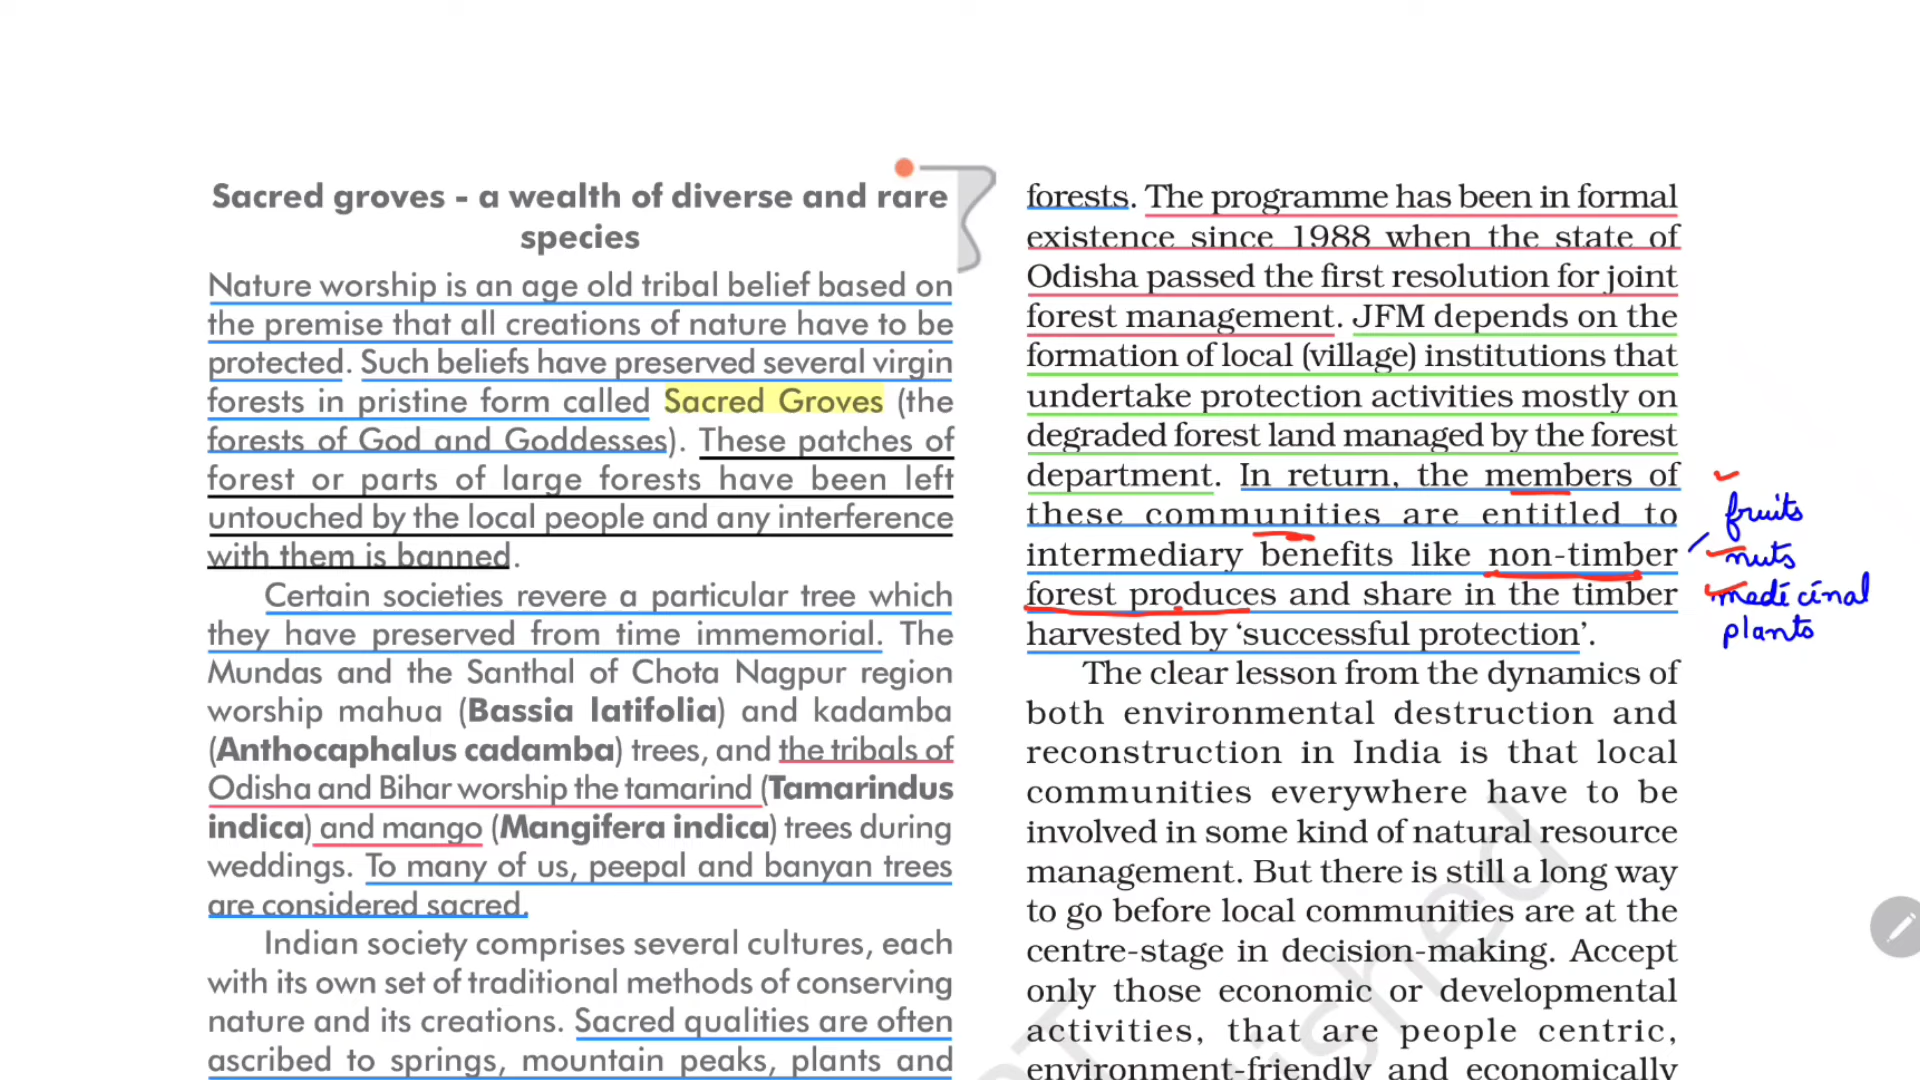 Sacred groves - a wealth of diverse and rare
species
Nature worship is an age old tribal belief based on
the premise that all creations of nature have to be
protected. Such beliefs have preserved several virgin
forests in pristine form called Sacred Groves (the
forests of God and Goddesses). These patches of
forest or parts of large forests have been left
untouched by the local people and any interference
with them is banned.
Certain societies revere a particular tree which
they have preserved from time immemorial. The
Mundas and the Santhal of Chota Nagpur region
worship mahua (Bassia latifolia) and kadamba
(Anthocaphalus cadamba) trees, and the tribals of
Odisha and Bihar worship the tamarind (Tamarindus
indica) and mango (Mangifera indica) trees during
weddings. To many of us, peepal and banyan trees
are considered sacred.
Indian society comprises several cultures, each
with its own set of traditional methods of conserving
nature and its creations. Sacred qualities are often
ascribed to springs, mountain peaks, plants and
forests. The programme has been in formal
existence since 1988 when the state of
Odisha passed the first resolution for joint
forest management. JFM depends on the
formation of local (village) institutions that
undertake protection activities mostly on
degraded forest land managed by the forest
department. In return, the members of
these communities are entitled to
intermediary benefits like non-timber
forest produces and share in the timber
harvested by ‘successful protection’.
The clear lesson from the dynamics of
both environmental destruction and
reconstruction in India is that local
communities everywhere have to be
involved in some kind of natural resource
management. But there is still a long way
to go before local communities are at the
centre-stage in decision-making. Accept
only those economic or developmental
activities, that are people centric,
environment-friendly and economically
fruits
nuts
medicinal
plants